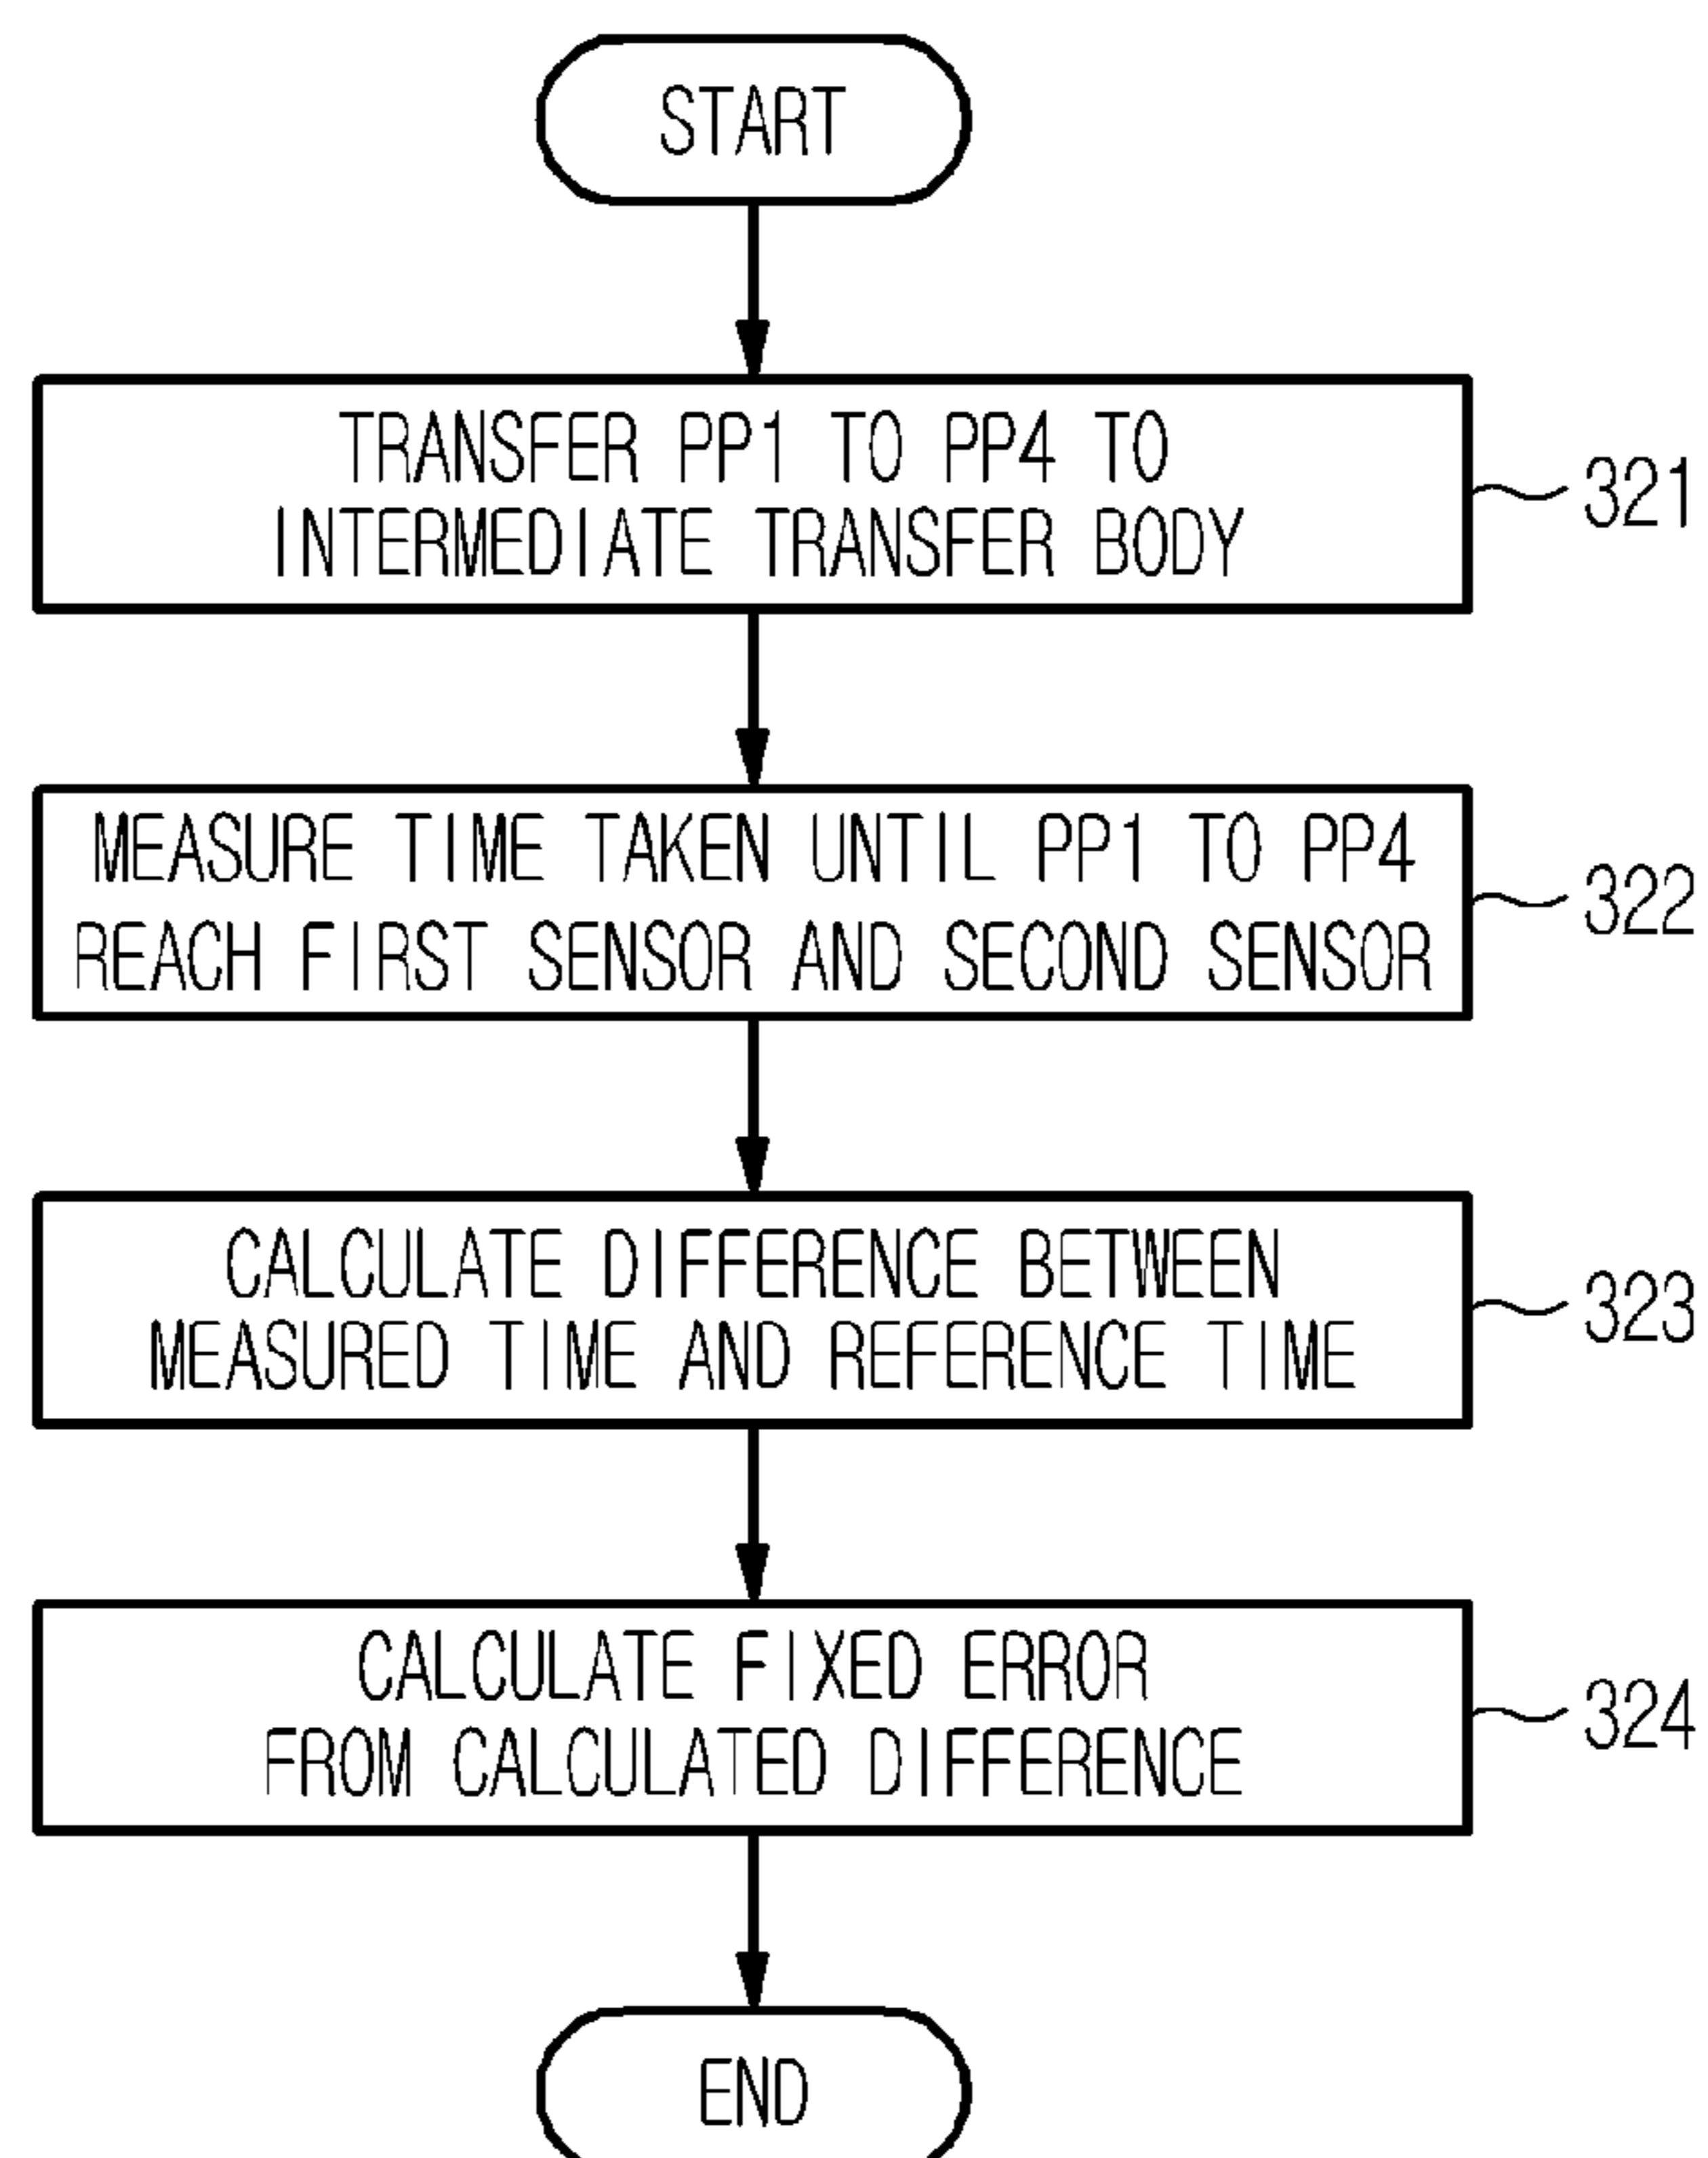 START
TRANSFER PP1 TO PP4 TO
INTERMEDIATE TRANSFER BODY
321
MEASURE TIME TAKEN UNTIL PP1 TO PP4
REACH FIRST SENSOR AND SECOND SENSOR
322
CALCULATE DIFFERENCE BETWEEN
MEASURED TIME AND REFERENCE TIME
323
CALCULATE FIXED ERROR
FROM CALCULATED DIFFERENCE
324
END